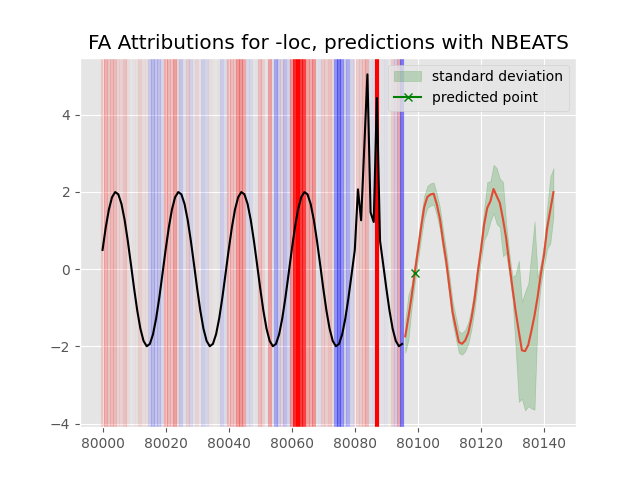 FA Attributions for -loc, predictions with NBEATS
standard deviation
predicted point
4
2
0
−2
−4
80000 80020 80040 80060 80080 80100 80120 80140